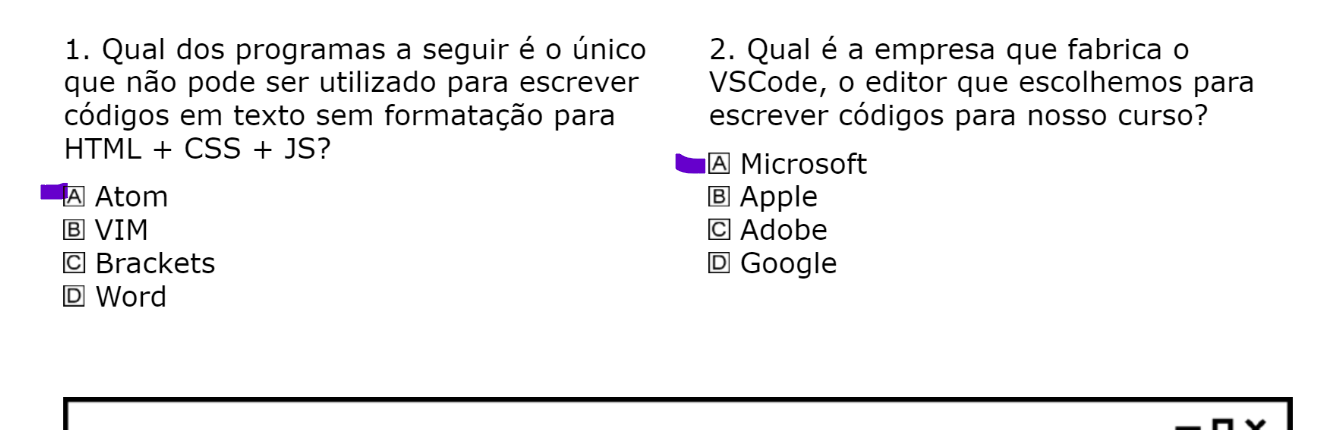 1. Qual dos programas a seguir é o único
que não pode ser utilizado para escrever
códigos em texto sem formatação para
HTML + CSS + JS?
A Atom
B VIM
C Brackets
D Word
2. Qual é a empresa que fabrica o
VSCode, o editor que escolhemos para
escrever códigos para nosso curso?
A Microsoft
B Apple
C Adobe
D Google